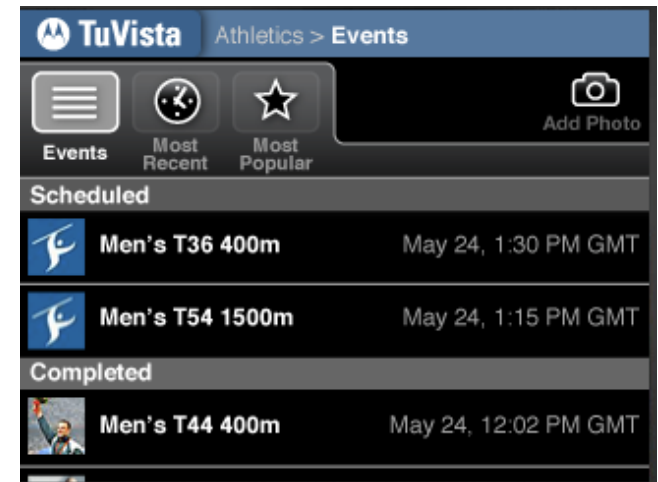 TuVista Athletics > Events
Add Photo
Events Most Recent Most Popular
Scheduled
Men's T36 400m May 24, 1:30 PM GMT
Men's T54 1500m May 24, 1:15 PM GMT
Completed
Men's T44 400m May 24, 12:02 PM GMT